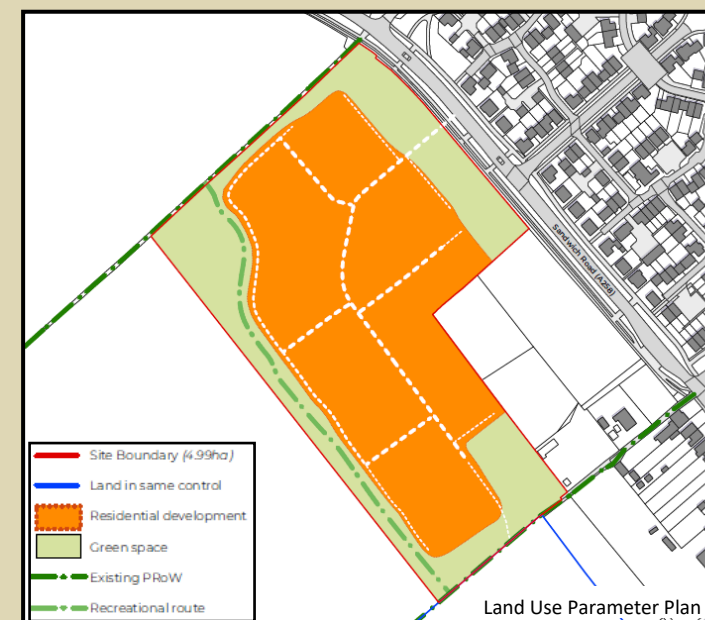 Sandwich Road (A258)
Site Boundary (4.99ha)
Land in same control
Residential development
Green space
Existing PRoW
Recreational route
Land Use Parameter Plan